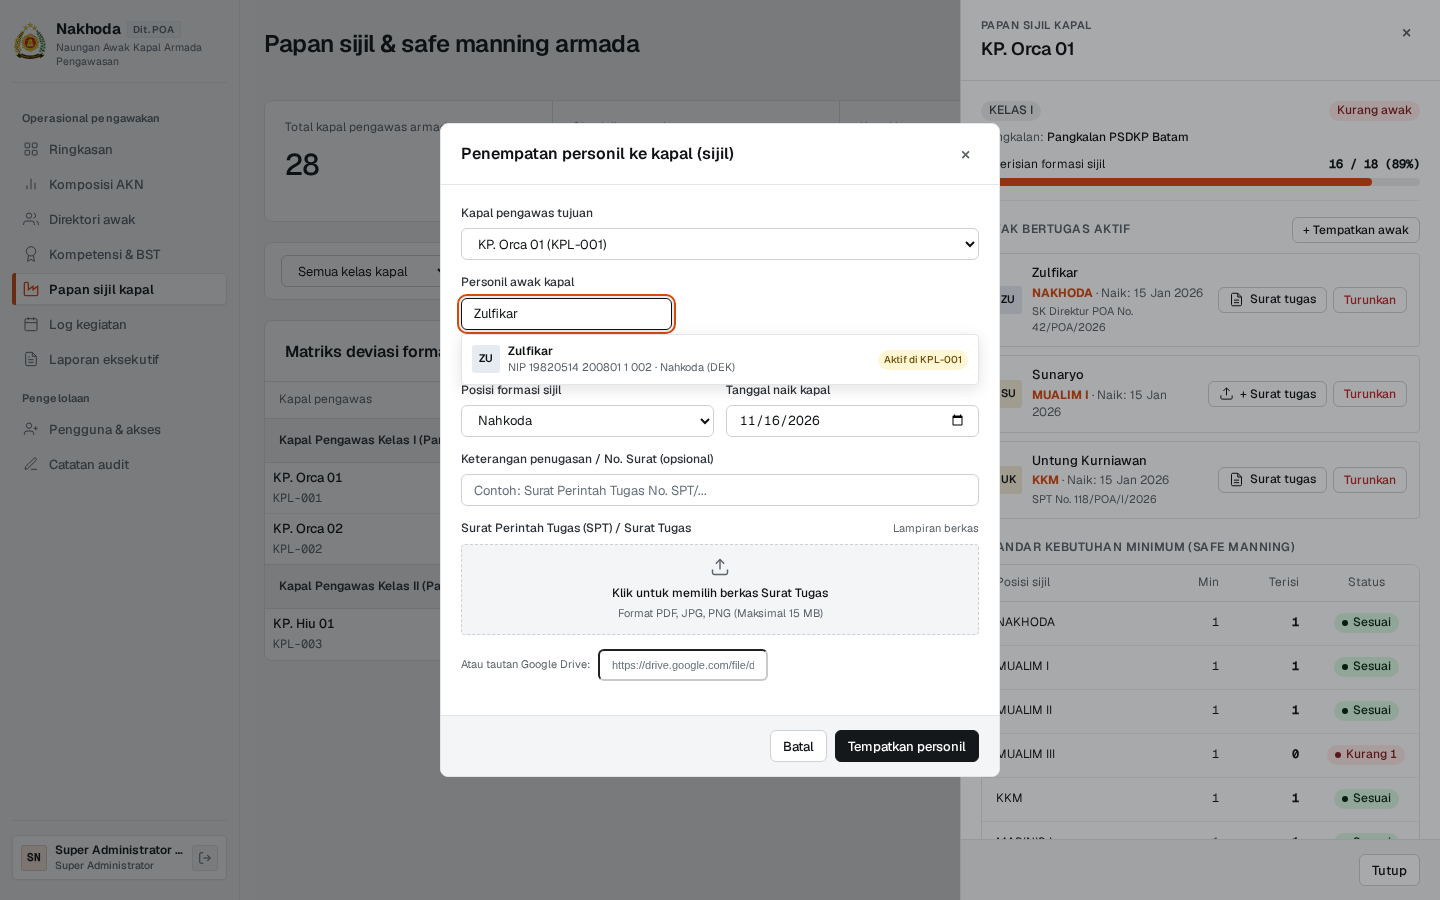 Nakhoda
Dit. POA
Naungan Awak Kapal Armada
Pengawasan
Operasional pengawakan
Ringkasan
Komposisi AKN
Direktori awak
Kompetensi & BST
Papan sijil kapal
Log kegiatan
Laporan eksekutif
Pengelolaan
Pengguna & akses
Catatan audit
SN
Super Administrator ...
Super Administrator
Papan sijil & safe manning armada
Total kapal pengawas arma
28
Semua kelas kapal
Matriks deviasi forma
Kapal pengawas
Kapal Pengawas Kelas I (Pa
KP. Orca 01
KPL-001
KP. Orca 02
KPL-002
Kapal Pengawas Kelas II (Pa
KP. Hiu 01
KPL-003
Penempatan personil ke kapal (sijil)
×
Kapal pengawas tujuan
KP. Orca 01 (KPL-001)
Personil awak kapal
Zulfikar
ZU
Zulfikar
NIP 19820514 200801 1 002 · Nahkoda (DEK)
Aktif di KPL-001
Posisi formasi sijil
Tanggal naik kapal
Nahkoda
11/16/2026
Keterangan penugasan / No. Surat (opsional)
Contoh: Surat Perintah Tugas No. SPT/...
Surat Perintah Tugas (SPT) / Surat Tugas
Lampiran berkas
Klik untuk memilih berkas Surat Tugas
Format PDF, JPG, PNG (Maksimal 15 MB)
Atau tautan Google Drive:
https://drive.google.com/file/d
Batal
Tempatkan personil
PAPAN SIJIL KAPAL
KP. Orca 01
×
KELAS I
Kurang awak
ngkalan: Pangkalan PSDKP Batam
erisian formasi sijil
16 / 18 (89%)
AK BERTUGAS AKTIF
+ Tempatkan awak
ZU
Zulfikar
NAKHODA · Naik: 15 Jan 2026
SK Direktur POA No.
42/POA/2026
Surat tugas
Turunkan
SU
Sunaryo
MUALIM I · Naik: 15 Jan
2026
+ Surat tugas
Turunkan
UK
Untung Kurniawan
KKM · Naik: 15 Jan 2026
SPT No. 118/POA/I/2026
Surat tugas
Turunkan
ANDAR KEBUTUHAN MINIMUM (SAFE MANNING)
Posisi sijil
Min
Terisi
Status
NAKHODA
1
1
Sesuai
MUALIM I
1
1
Sesuai
MUALIM II
1
1
Sesuai
MUALIM III
1
0
Kurang 1
KKM
1
1
Sesuai
Tutup